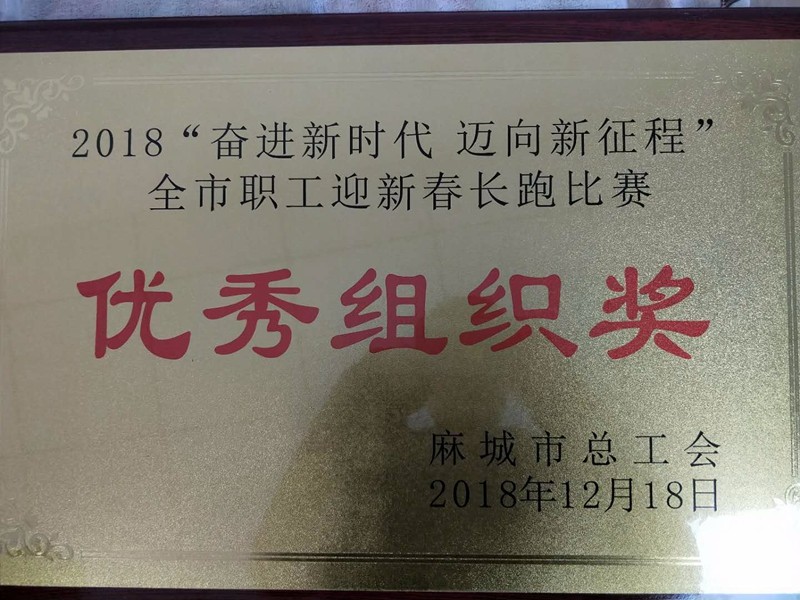 2018“奋进新时代 迈向新征程”
全市职工迎新春长跑比赛
优秀组织奖
麻城市总工会
2018年12月18日